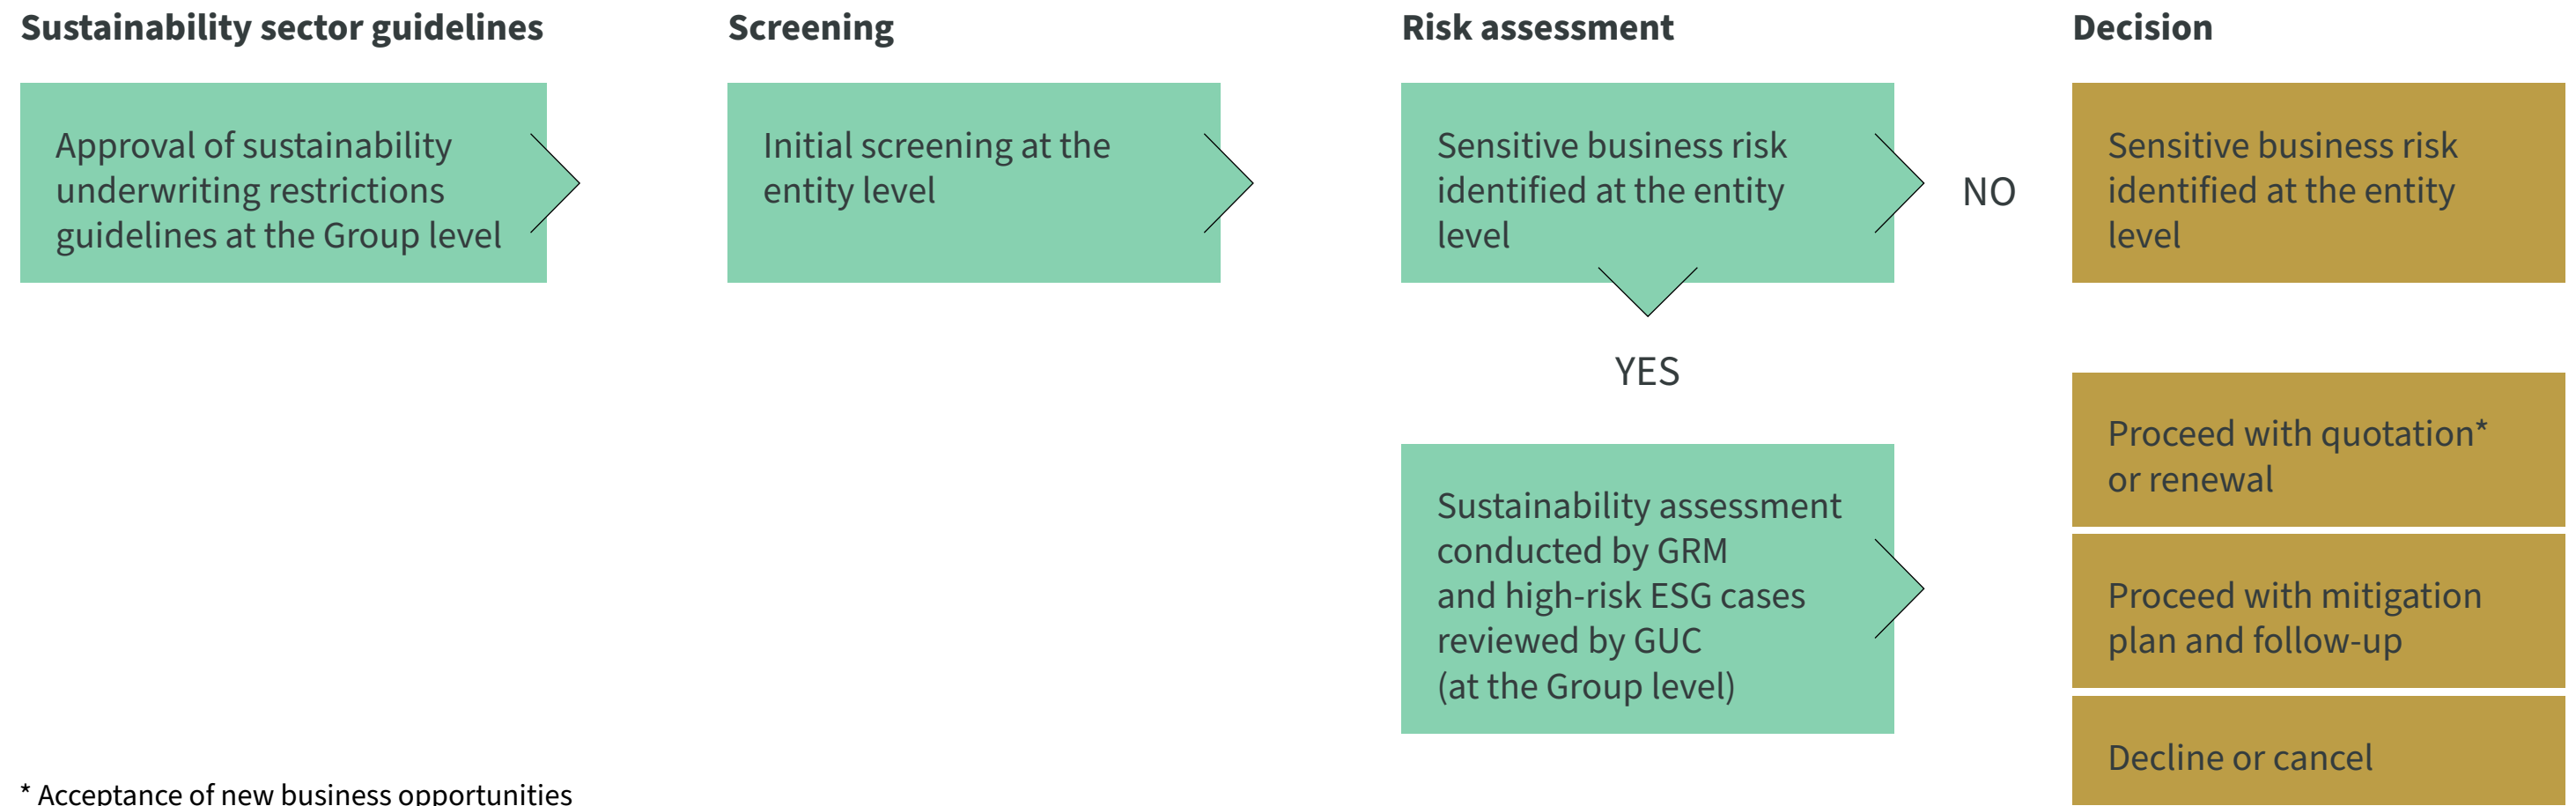 Sustainability sector guidelines
Approval of sustainability
underwriting restrictions
guidelines at the Group level
Screening
Initial screening at the
entity level
Risk assessment
Sensitive business risk
identified at the entity
level
NO
YES
Sustainability assessment
conducted by GRM
and high-risk ESG cases
reviewed by GUC
(at the Group level)
Decision
Sensitive business risk
identified at the entity
level
Proceed with quotation*
or renewal
Proceed with mitigation
plan and follow-up
Decline or cancel
* Acceptance of new business opportunities